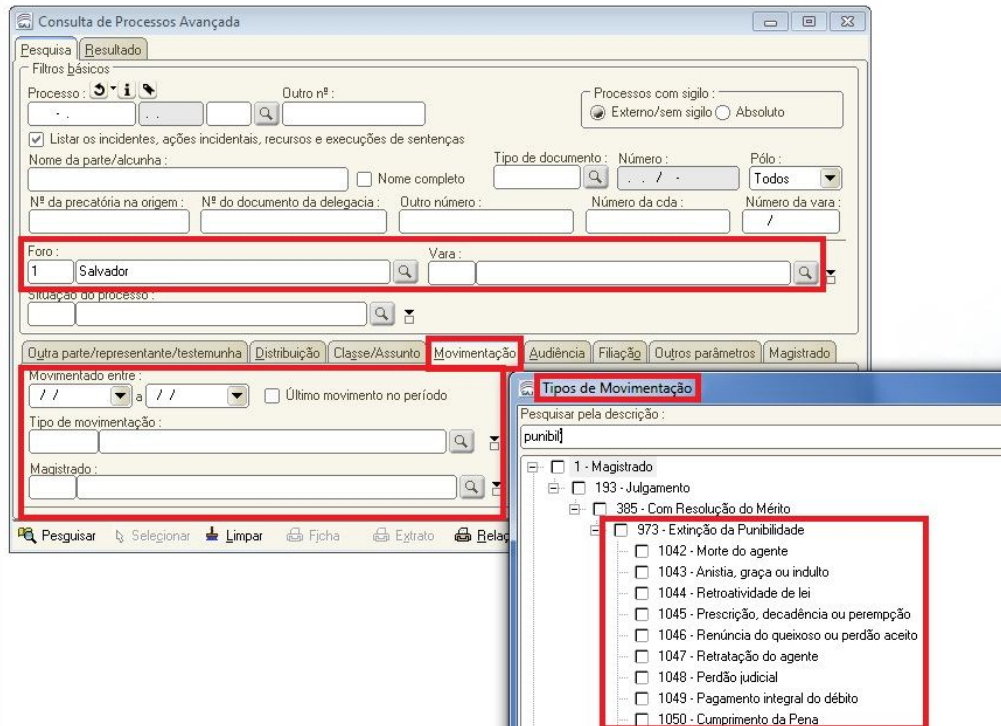 Consulta de Processos Avançada
Pesquisa Resultado
Filtros básicos
Processo : Outro nº : Processos com sigilo :
Externo/sem sigilo Absoluto
Listar os incidentes, ações incidentais, recursos e execuções de sentenças
Nome da parte/alcunha : Tipo de documento : Número : Pólo :
Nome completo . . / - Todos
Nº da precatória na origem : Nº do documento da delegacia : Outro número : Número da cda : Número da vara :
/
Foro : Vara :
1 Salvador
Situação do processo :
Outra parte/representante/testemunha Distribuição Classe/Assunto Movimentação Audiência Filiação Outros parâmetros Magistrado
Movimentado entre :
/ / a / / Último movimento no período
Tipo de movimentação :
Magistrado :
Pesquisar Selecionar Limpar Ficha Extrato
Tipos de Movimentação
Pesquisar pela descrição :
punibil
1 - Magistrado
193 - Julgamento
385 - Com Resolução do Mérito
973 - Extinção da Punibilidade
1042 - Morte do agente
1043 - Anistia, graça ou indulto
1044 - Retroatividade de lei
1045 - Prescrição, decadência ou perempção
1046 - Renúncia do queixoso ou perdão aceito
1047 - Retratação do agente
1048 - Perdão judicial
1049 - Pagamento integral do débito
1050 - Cumprimento da Pena